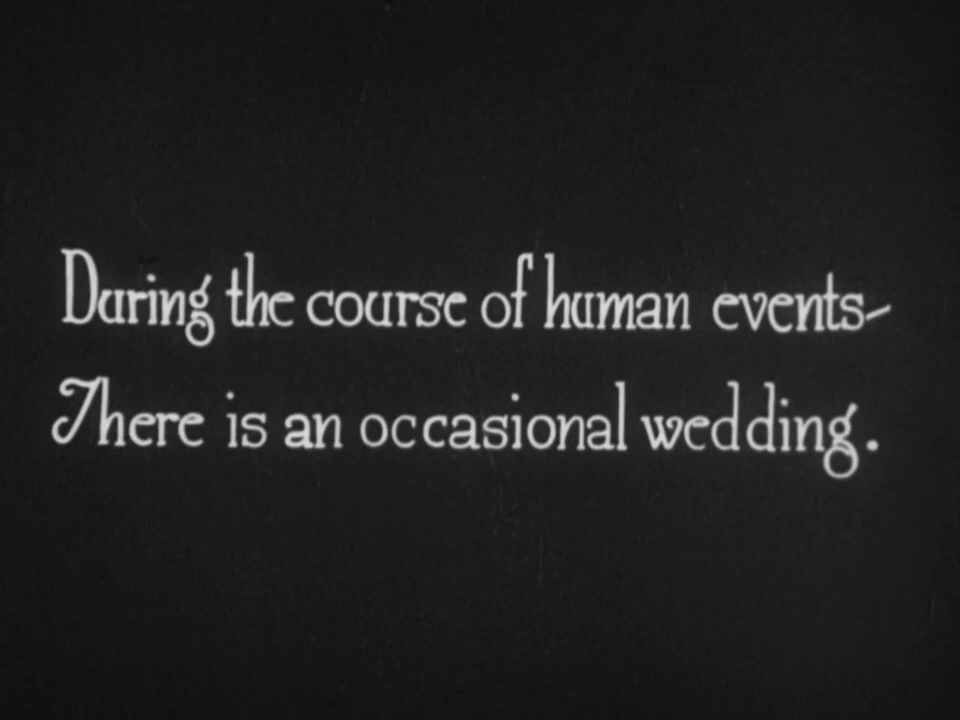 During the course of human events-
There is an occasional wedding.